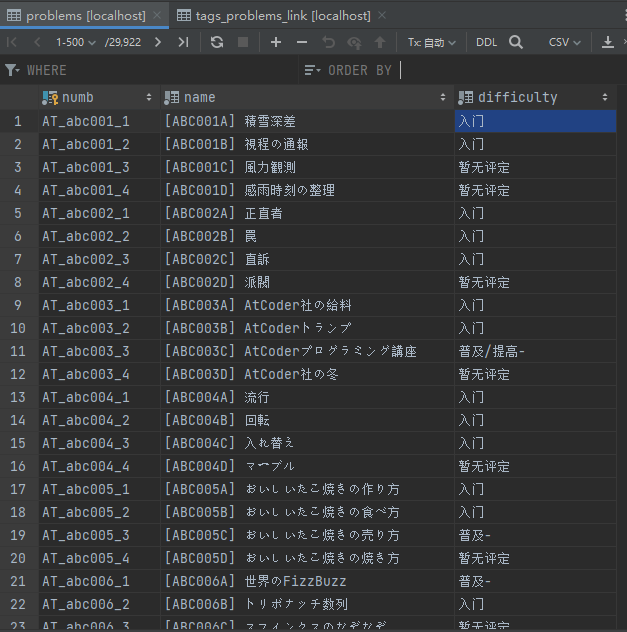 problems [localhost] tags_problems_link [localhost]
1-500 /29,922 Tx: 自动 DDL CSV
WHERE ORDER BY
numb name difficulty
1 AT_abc001_1 [ABC001A] 積雪深差 入门
2 AT_abc001_2 [ABC001B] 視程の通報 入门
3 AT_abc001_3 [ABC001C] 風力観測 暂无评定
4 AT_abc001_4 [ABC001D] 感雨時刻の整理 暂无评定
5 AT_abc002_1 [ABC002A] 正直者 入门
6 AT_abc002_2 [ABC002B] 罠 入门
7 AT_abc002_3 [ABC002C] 直訴 入门
8 AT_abc002_4 [ABC002D] 派閥 暂无评定
9 AT_abc003_1 [ABC003A] AtCoder社の給料 入门
10 AT_abc003_2 [ABC003B] AtCoderトランプ 入门
11 AT_abc003_3 [ABC003C] AtCoderプログラミング講座 普及/提高-
12 AT_abc003_4 [ABC003D] AtCoder社の冬 暂无评定
13 AT_abc004_1 [ABC004A] 流行 入门
14 AT_abc004_2 [ABC004B] 回転 入门
15 AT_abc004_3 [ABC004C] 入れ替え 入门
16 AT_abc004_4 [ABC004D] マーブル 暂无评定
17 AT_abc005_1 [ABC005A] おいしいたこ焼きの作り方 入门
18 AT_abc005_2 [ABC005B] おいしいたこ焼きの食べ方 入门
19 AT_abc005_3 [ABC005C] おいしいたこ焼きの売り方 普及-
20 AT_abc005_4 [ABC005D] おいしいたこ焼きの焼き方 暂无评定
21 AT_abc006_1 [ABC006A] 世界のFizzBuzz 普及-
22 AT_abc006_2 [ABC006B] トリボナッチ数列 入门
23 AT_abc006_3 [ABC006C] スフィンクスのなぞなぞ 暂无评定